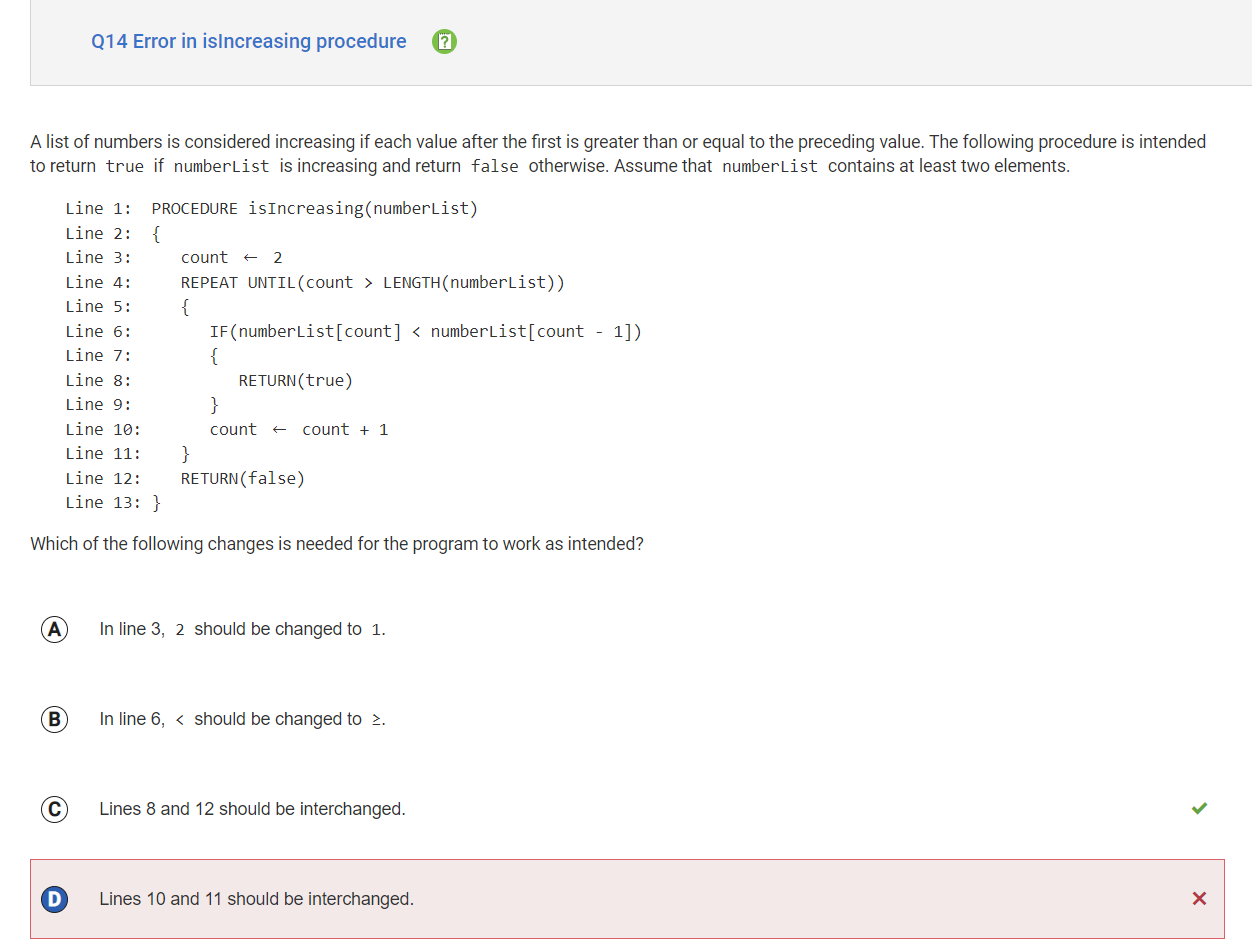 Q14 Error in isIncreasing procedure ?
A list of numbers is considered increasing if each value after the first is greater than or equal to the preceding value. The following procedure is intended
to return true if numberList is increasing and return false otherwise. Assume that numberList contains at least two elements.
Line 1: PROCEDURE isIncreasing(numberList)
Line 2: {
Line 3: count ← 2
Line 4: REPEAT UNTIL(count > LENGTH(numberList))
Line 5: {
Line 6: IF(numberList[count] < numberList[count - 1])
Line 7: {
Line 8: RETURN(true)
Line 9: }
Line 10: count ← count + 1
Line 11: }
Line 12: RETURN(false)
Line 13: }
Which of the following changes is needed for the program to work as intended?
A In line 3, 2 should be changed to 1.
B In line 6, < should be changed to ≥.
C Lines 8 and 12 should be interchanged.
D Lines 10 and 11 should be interchanged.